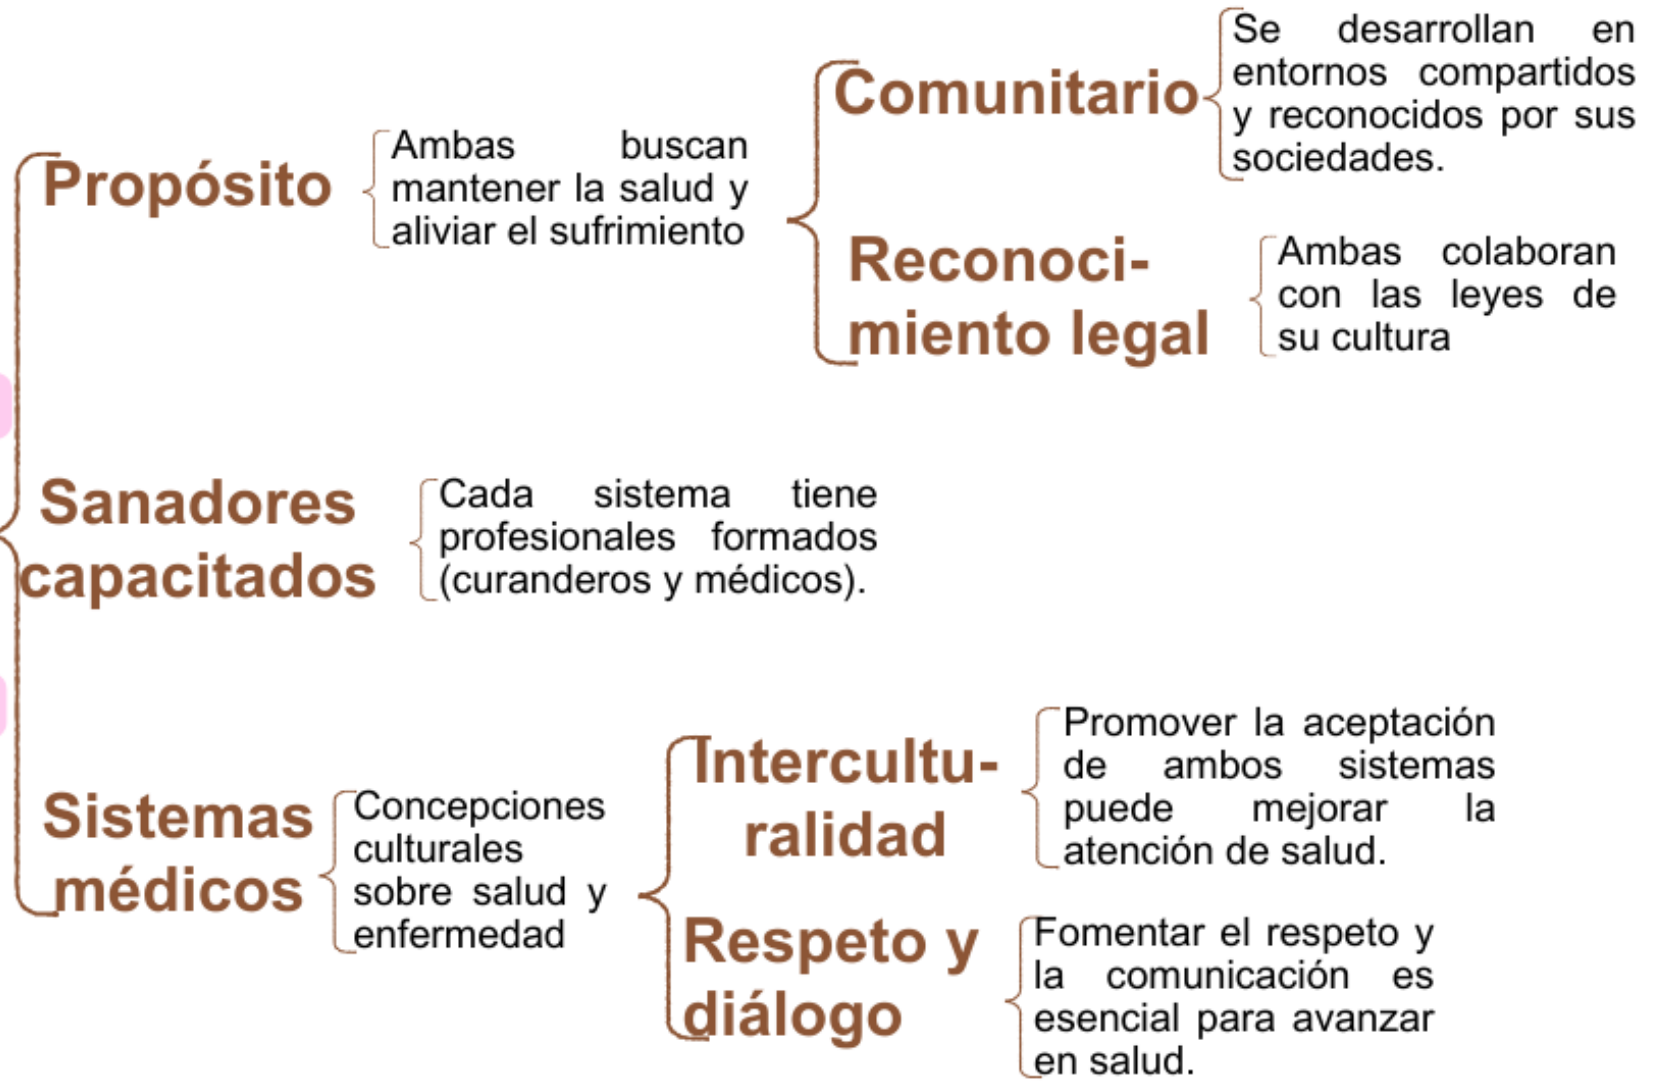 Propósito
Ambas buscan
mantener la salud y
aliviar el sufrimiento
Comunitario
Se desarrollan en
entornos compartidos
y reconocidos por sus
sociedades.
Reconoci-
miento legal
Ambas colaboran
con las leyes de
su cultura
Sanadores
capacitados
Cada sistema tiene
profesionales formados
(curanderos y médicos).
Sistemas
médicos
Concepciones
culturales
sobre salud y
enfermedad
Intercultu-
ralidad
Promover la aceptación
de ambos sistemas
puede mejorar la
atención de salud.
Respeto y
diálogo
Fomentar el respeto y
la comunicación es
esencial para avanzar
en salud.